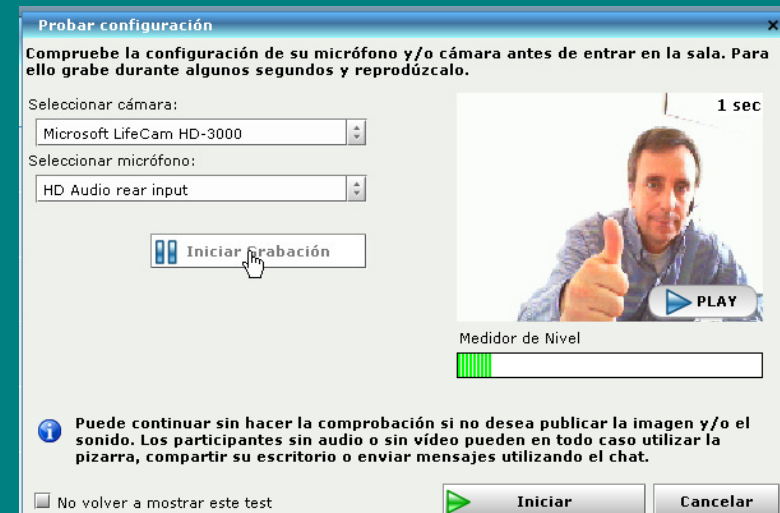 Probar configuración
Compruebe la configuración de su micrófono y/o cámara antes de entrar en la sala. Para
ello grabe durante algunos segundos y reprodúzcalo.
Seleccionar cámara:
Microsoft LifeCam HD-3000
Seleccionar micrófono:
HD Audio rear input
Iniciar Grabación
1 sec
PLAY
Medidor de Nivel
Puede continuar sin hacer la comprobación si no desea publicar la imagen y/o el
sonido. Los participantes sin audio o sin vídeo pueden en todo caso utilizar la
pizarra, compartir su escritorio o enviar mensajes utilizando el chat.
No volver a mostrar este test
Iniciar
Cancelar